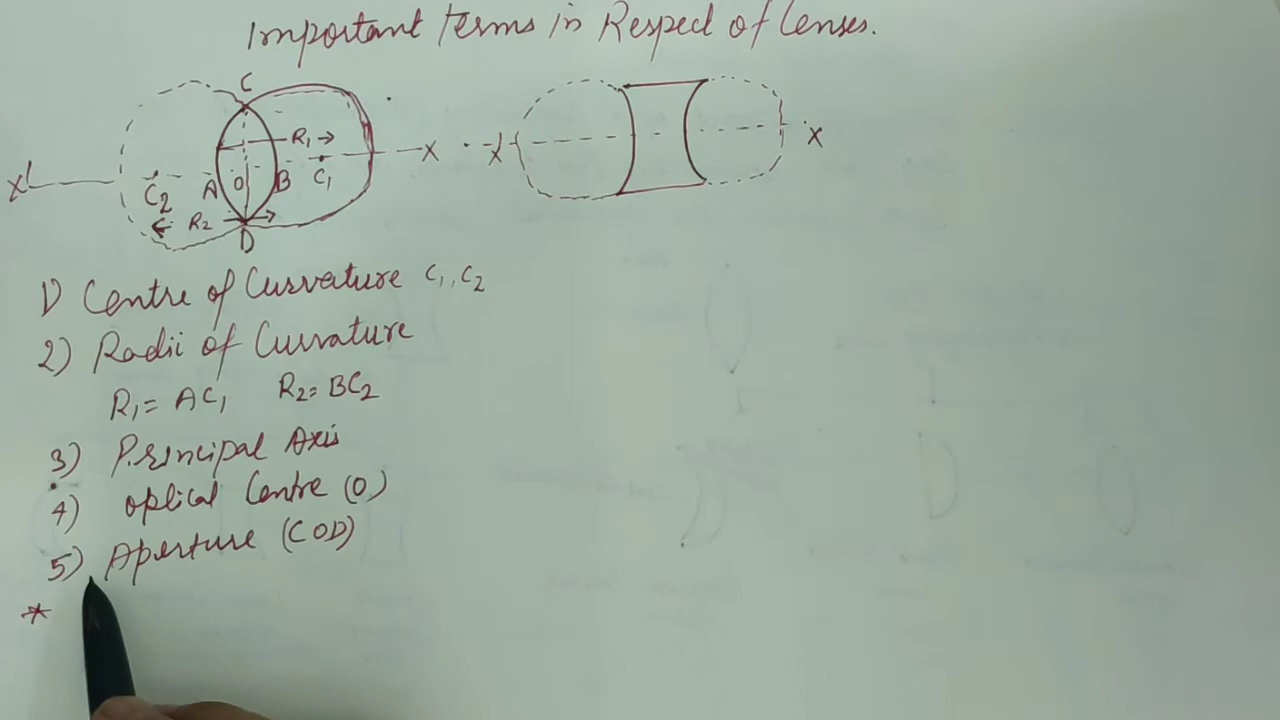 Important terms in Respect of Lenses.
C
R1
X' C2 A O B C1 X X' X
R2
D
1) Centre of Curvature C1, C2
2) Radii of Curvature
R1 = AC1 R2 = BC2
3) Principal Axis
4) Optical Centre (O)
5) Aperture (COD)
*